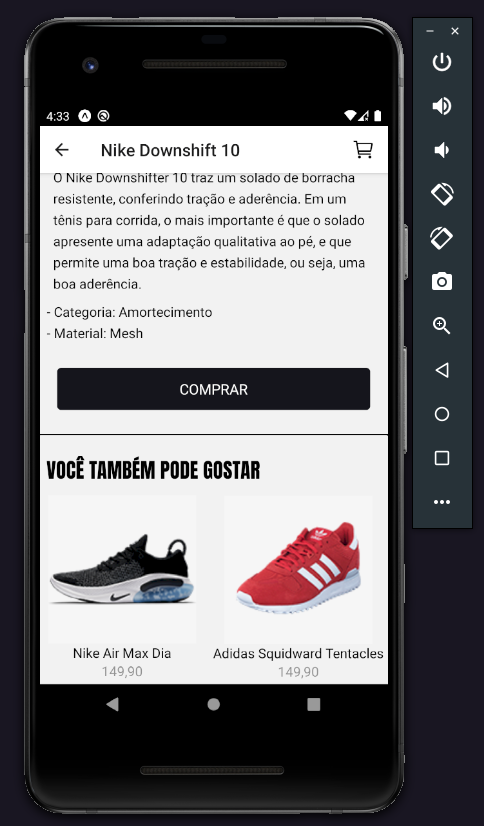 4:33
Nike Downshift 10
O Nike Downshifter 10 traz um solado de borracha
resistente, conferindo tração e aderência. Em um
tênis para corrida, o mais importante é que o solado
apresente uma adaptação qualitativa ao pé, e que
permite uma boa tração e estabilidade, ou seja, uma
boa aderência.
- Categoria: Amortecimento
- Material: Mesh
COMPRAR
VOCÊ TAMBÉM PODE GOSTAR
Nike Air Max Dia
Adidas Squidward Tentacles
149,90
149,90